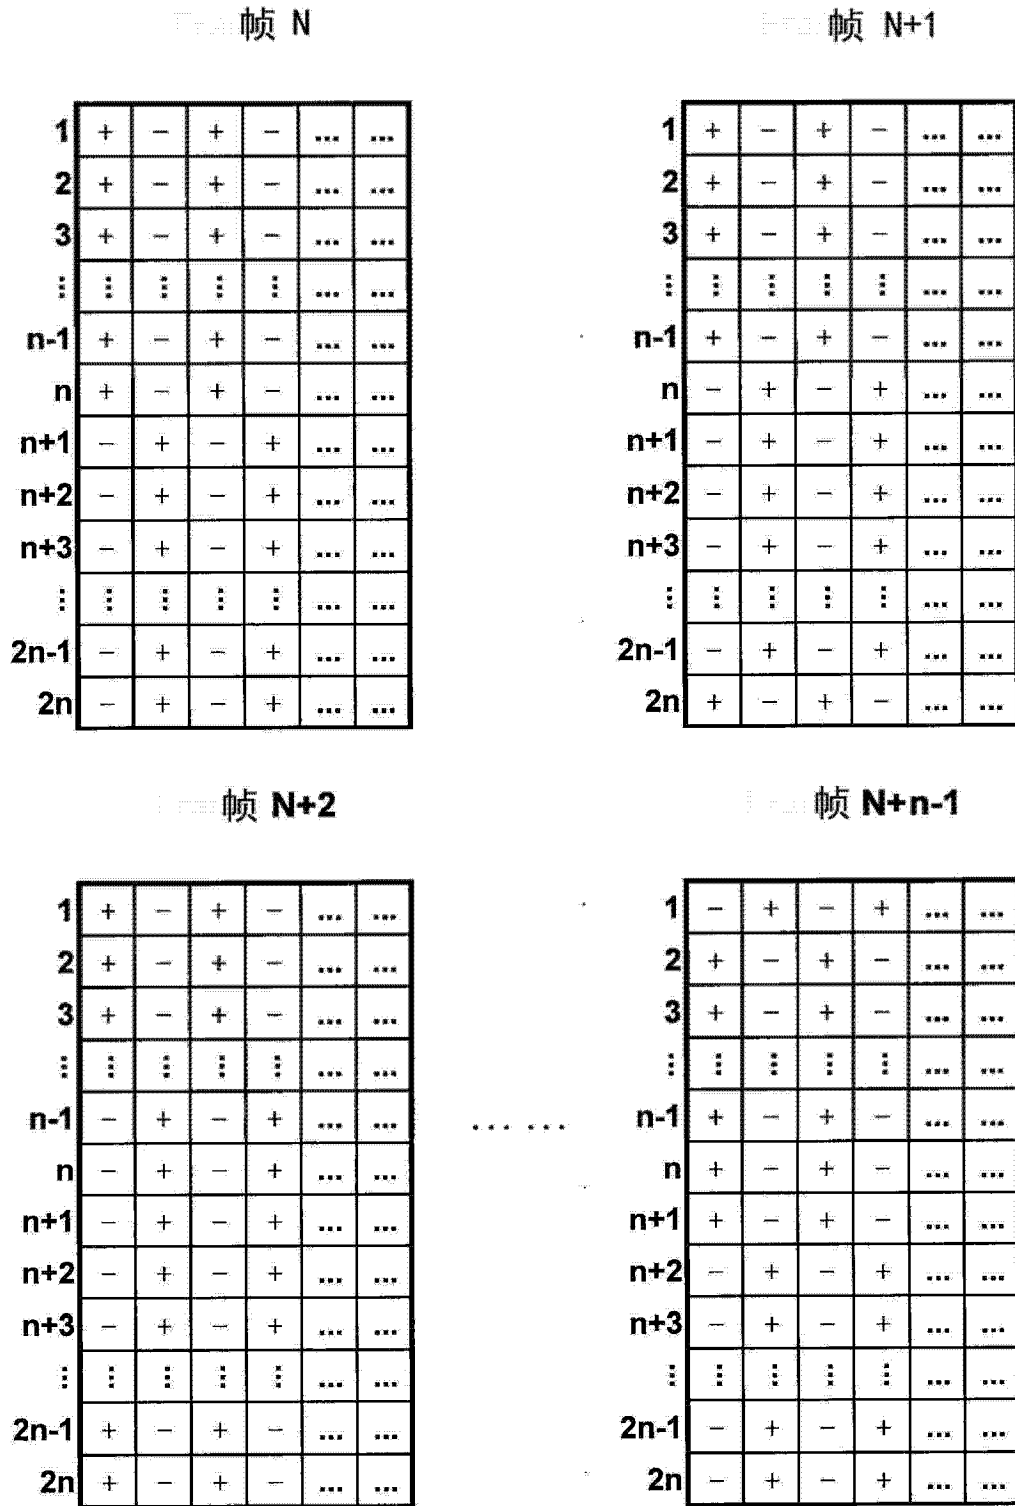 帧 N
1 + − + − ... ...
2 + − + − ... ...
3 + − + − ... ...
⋮ ⋮ ⋮ ⋮ ⋮ ... ...
n-1 + − + − ... ...
n + − + − ... ...
n+1 − + − + ... ...
n+2 − + − + ... ...
n+3 − + − + ... ...
⋮ ⋮ ⋮ ⋮ ⋮ ... ...
2n-1 − + − + ... ...
2n − + − + ... ...
帧 N+1
1 + − + − ... ...
2 + − + − ... ...
3 + − + − ... ...
⋮ ⋮ ⋮ ⋮ ⋮ ... ...
n-1 + − + − ... ...
n − + − + ... ...
n+1 − + − + ... ...
n+2 − + − + ... ...
n+3 − + − + ... ...
⋮ ⋮ ⋮ ⋮ ⋮ ... ...
2n-1 − + − + ... ...
2n + − + − ... ...
帧 N+2
1 + − + − ... ...
2 + − + − ... ...
3 + − + − ... ...
⋮ ⋮ ⋮ ⋮ ⋮ ... ...
n-1 − + − + ... ...
n − + − + ... ...
n+1 − + − + ... ...
n+2 − + − + ... ...
n+3 − + − + ... ...
⋮ ⋮ ⋮ ⋮ ⋮ ... ...
2n-1 + − + − ... ...
2n + − + − ... ...
... ...
帧 N+n-1
1 − + − + ... ...
2 + − + − ... ...
3 + − + − ... ...
⋮ ⋮ ⋮ ⋮ ⋮ ... ...
n-1 + − + − ... ...
n + − + − ... ...
n+1 + − + − ... ...
n+2 − + − + ... ...
n+3 − + − + ... ...
⋮ ⋮ ⋮ ⋮ ⋮ ... ...
2n-1 − + − + ... ...
2n − + − + ... ...